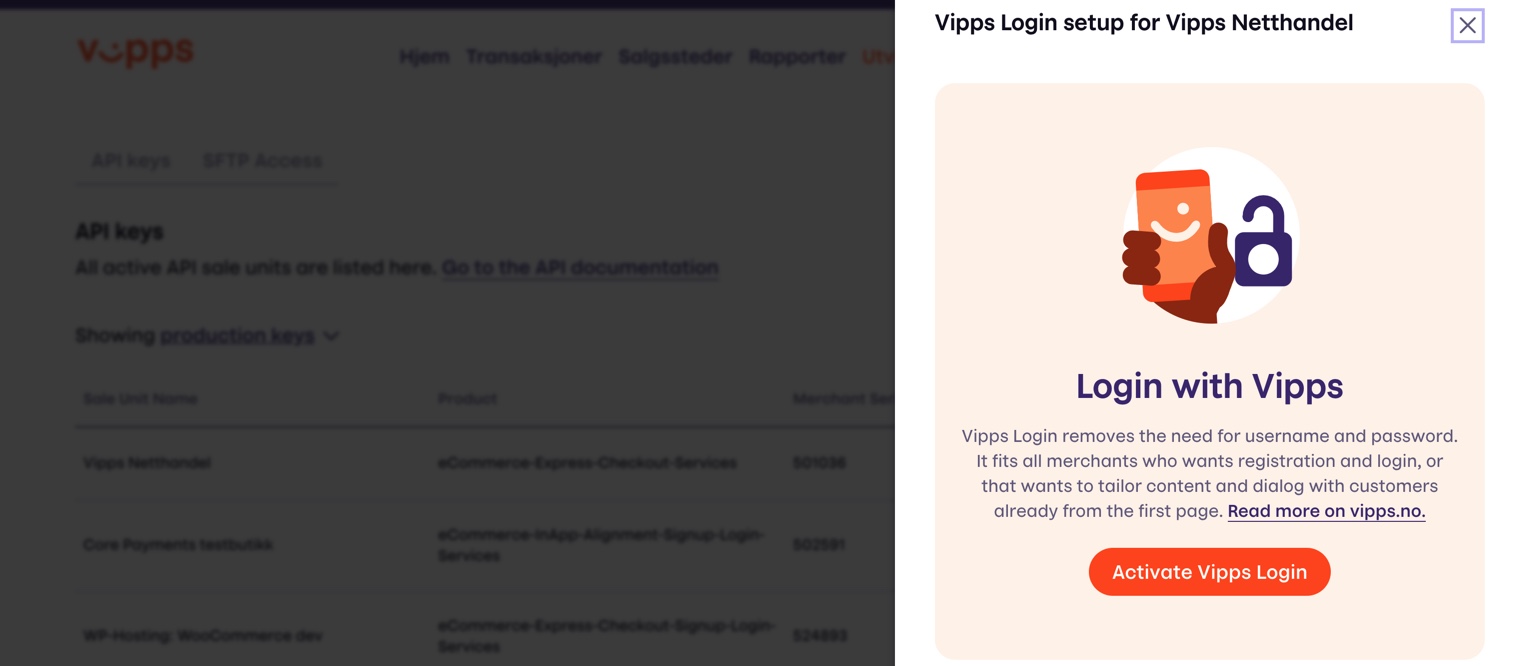 Vipps Login setup for Vipps Netthandel
vipps
Hjem Transaksjoner Salgssteder Rapporter Utv
API keys SFTP Access
API keys
All active API sale units are listed here. Go to the API documentation
Showing production keys
Sale Unit Name Product Merchant Ser
Vipps Netthandel eCommerce-Express-Checkout-Services 501036
Core Payments testbutikk eCommerce-InApp-Alignment-Signup-Login-
Services 502591
WP-Hosting: WooCommerce dev eCommerce-Express-Checkout-Signup-Login-
Services 524893
Login with Vipps
Vipps Login removes the need for username and password.
It fits all merchants who wants registration and login, or
that wants to tailor content and dialog with customers
already from the first page. Read more on vipps.no.
Activate Vipps Login